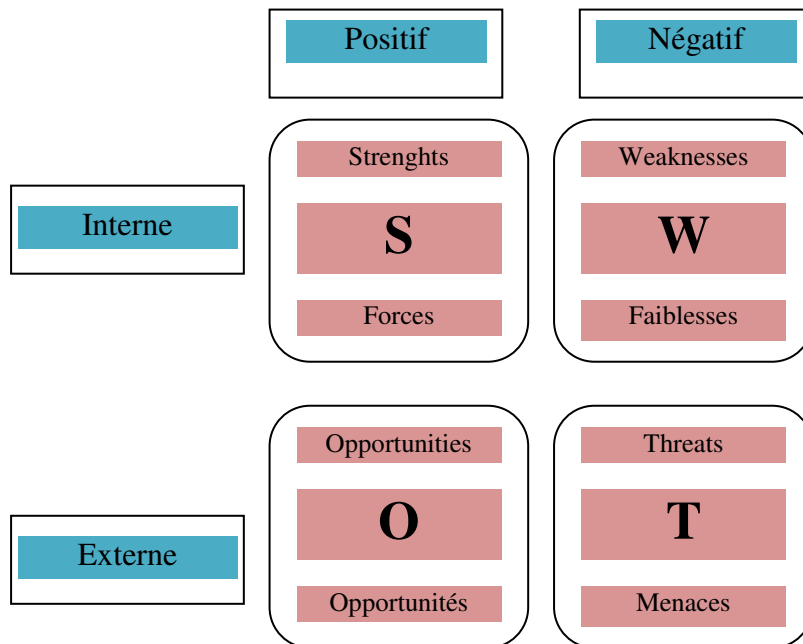 Positif
Négatif
Strenghts
Weaknesses
Interne
S
W
Forces
Faiblesses
Opportunities
Threats
Externe
O
T
Opportunités
Menaces